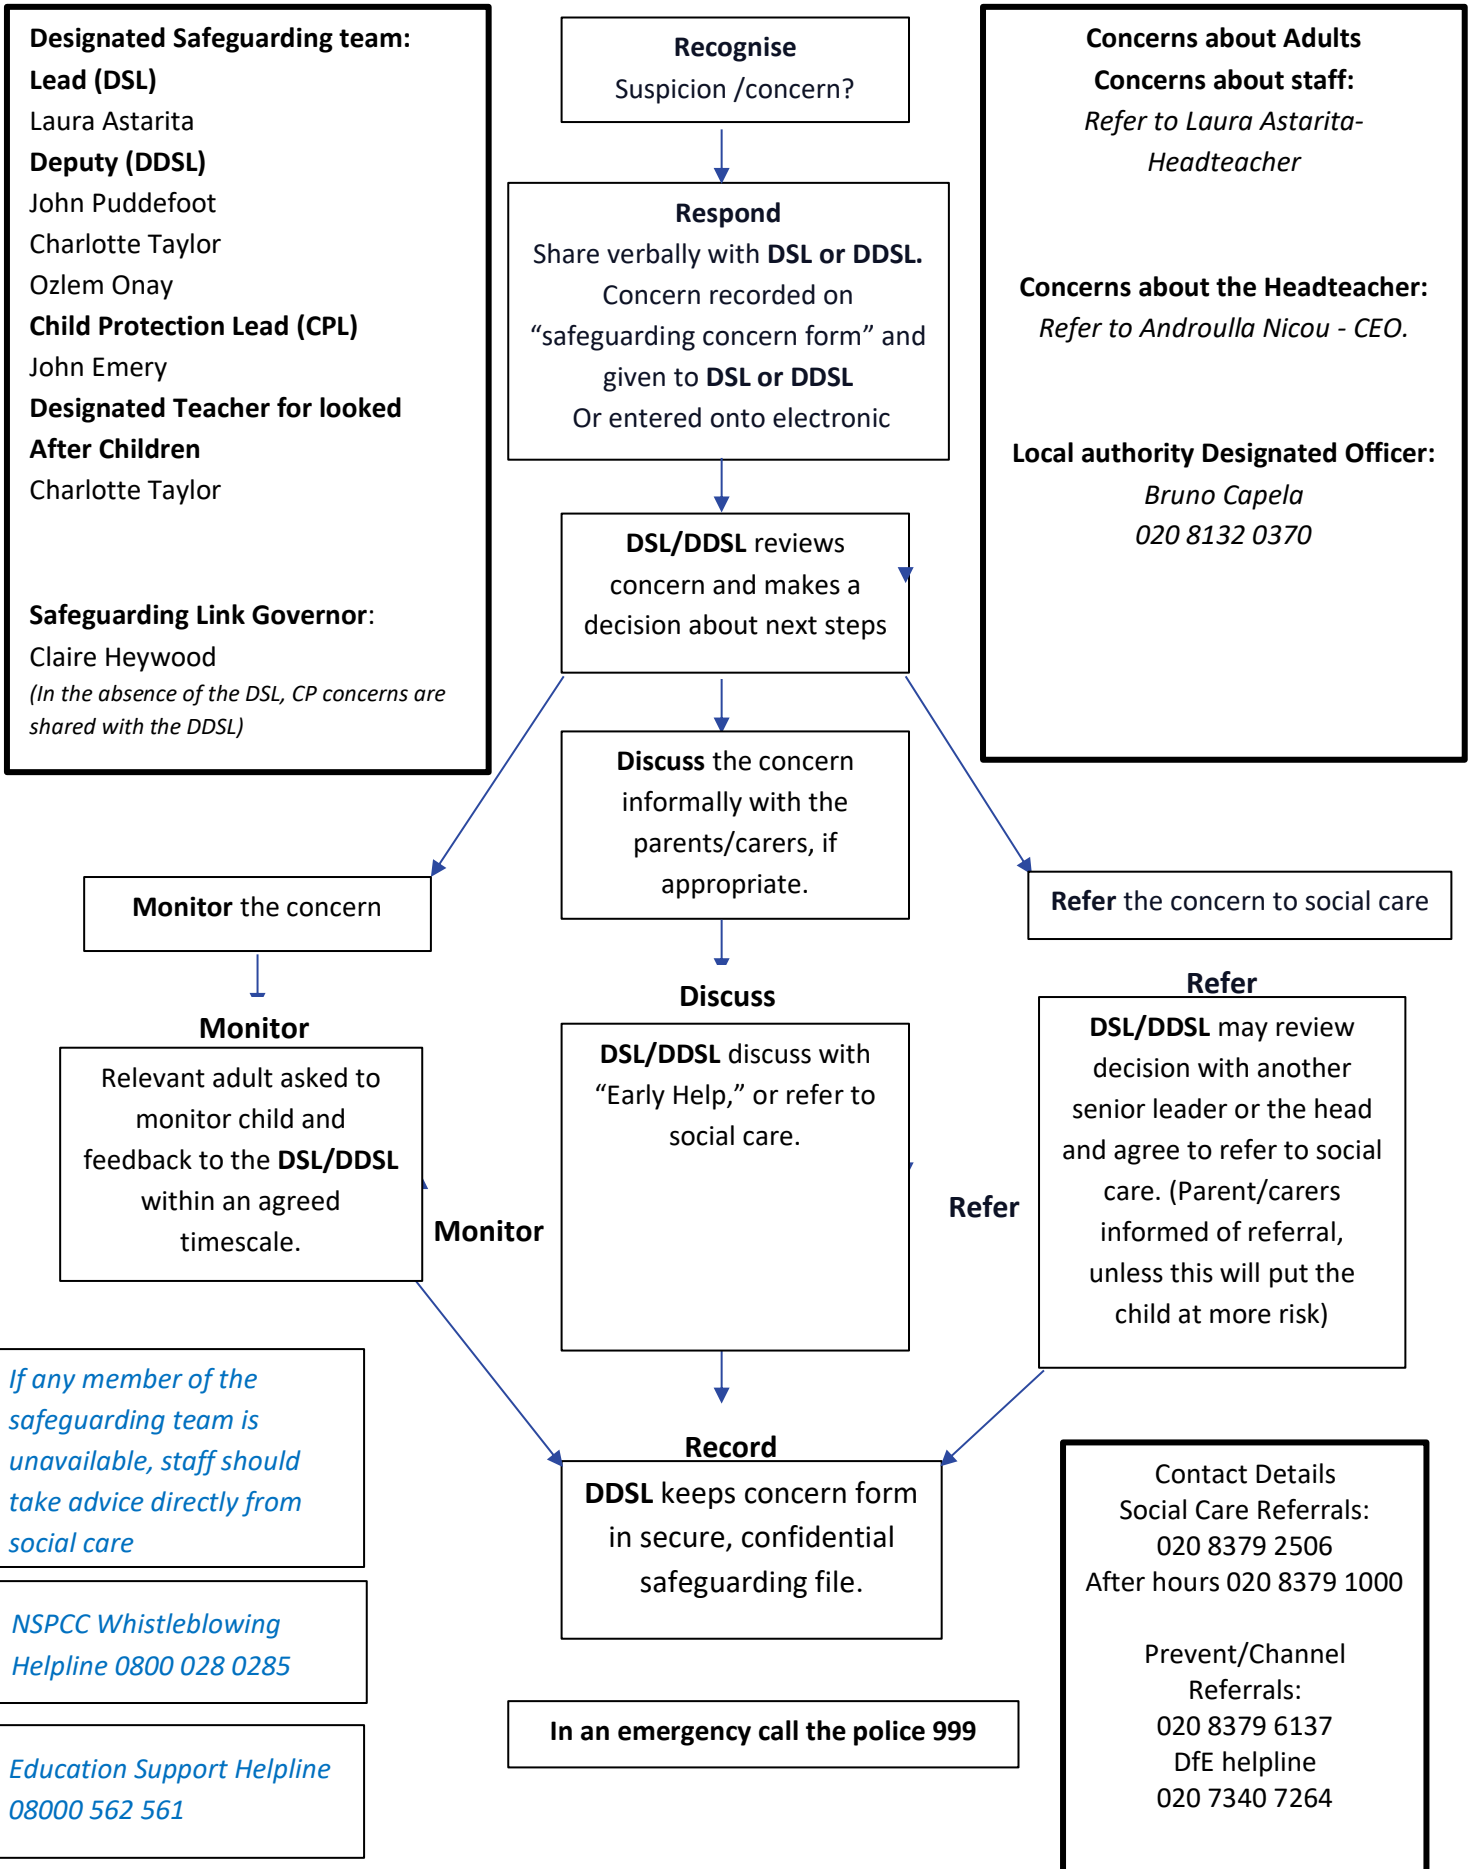 Designated Safeguarding team:
Lead (DSL)
Laura Astarita
Deputy (DDSL)
John Puddefoot
Charlotte Taylor
Ozlem Onay
Child Protection Lead (CPL)
John Emery
Designated Teacher for looked
After Children
Charlotte Taylor
Safeguarding Link Governor:
Claire Heywood
(In the absence of the DSL, CP concerns are
shared with the DDSL)
Recognise
Suspicion /concern?
Respond
Share verbally with DSL or DDSL.
Concern recorded on
“safeguarding concern form” and
given to DSL or DDSL
Or entered onto electronic
DSL/DDSL reviews
concern and makes a
decision about next steps
Concerns about Adults
Concerns about staff:
Refer to Laura Astarita-
Headteacher
Concerns about the Headteacher:
Refer to Androulla Nicou - CEO.
Local authority Designated Officer:
Bruno Capela
020 8132 0370
Discuss the concern
informally with the
parents/carers, if
appropriate.
Monitor the concern
Refer the concern to social care
Monitor
Relevant adult asked to
monitor child and
feedback to the DSL/DDSL
within an agreed
timescale.
Monitor
Discuss
DSL/DDSL discuss with
“Early Help,” or refer to
social care.
Refer
Refer
DSL/DDSL may review
decision with another
senior leader or the head
and agree to refer to social
care. (Parent/carers
informed of referral,
unless this will put the
child at more risk)
If any member of the
safeguarding team is
unavailable, staff should
take advice directly from
social care
NSPCC Whistleblowing
Helpline 0800 028 0285
Education Support Helpline
08000 562 561
Record
DDSL keeps concern form
in secure, confidential
safeguarding file.
In an emergency call the police 999
Contact Details
Social Care Referrals:
020 8379 2506
After hours 020 8379 1000
Prevent/Channel
Referrals:
020 8379 6137
DfE helpline
020 7340 7264